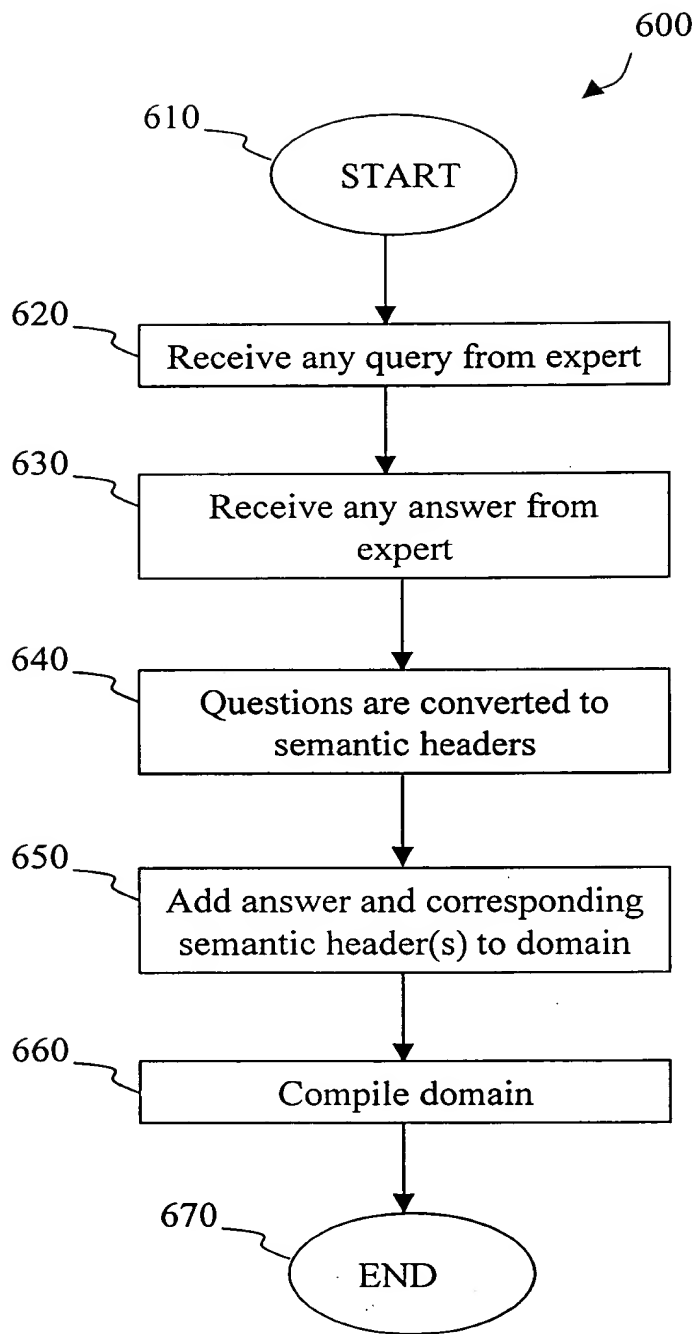 600
610
START
620
Receive any query from expert
630
Receive any answer from
expert
640
Questions are converted to
semantic headers
650
Add answer and corresponding
semantic header(s) to domain
660
Compile domain
670
END